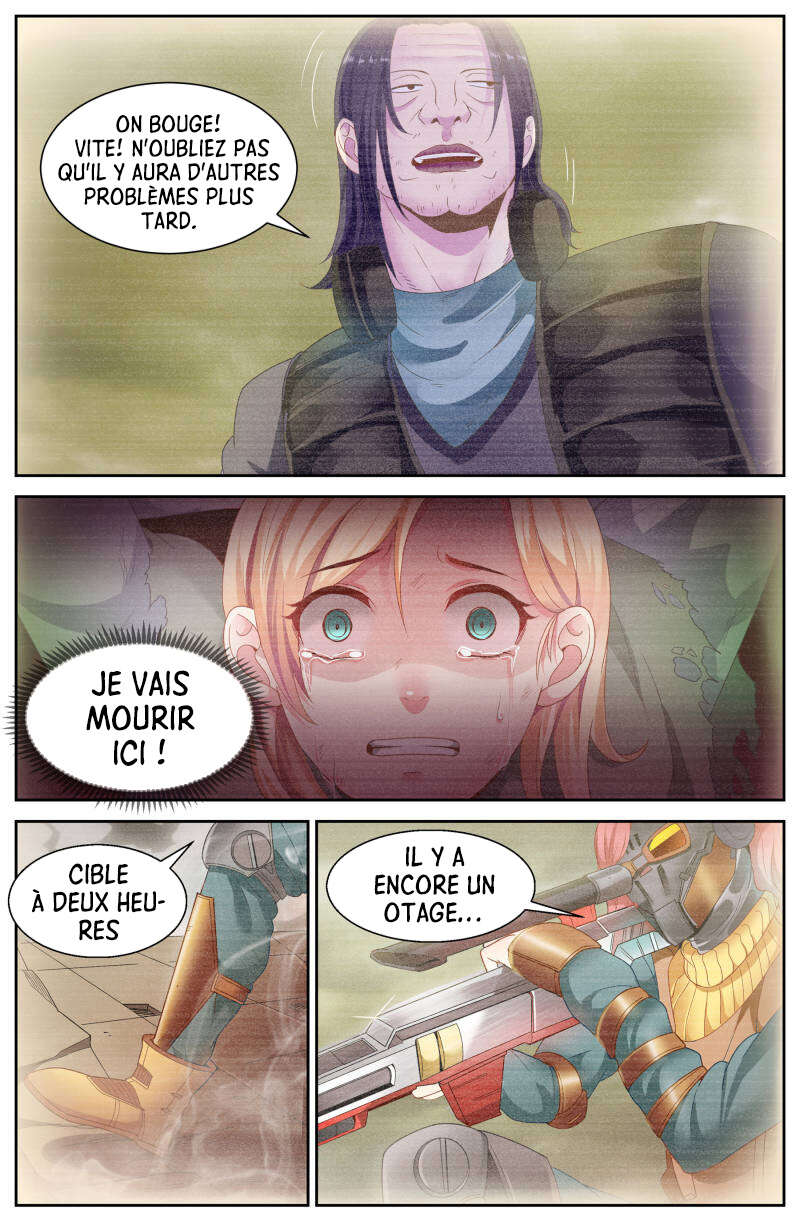 ON BOUGE!
VITE! N'OUBLIEZ PAS
QU'IL Y AURA D'AUTRES
PROBLÈMES PLUS
TARD.
JE VAIS
MOURIR
ICI !
CIBLE
À DEUX HEU-
RES
IL Y A
ENCORE UN
OTAGE...